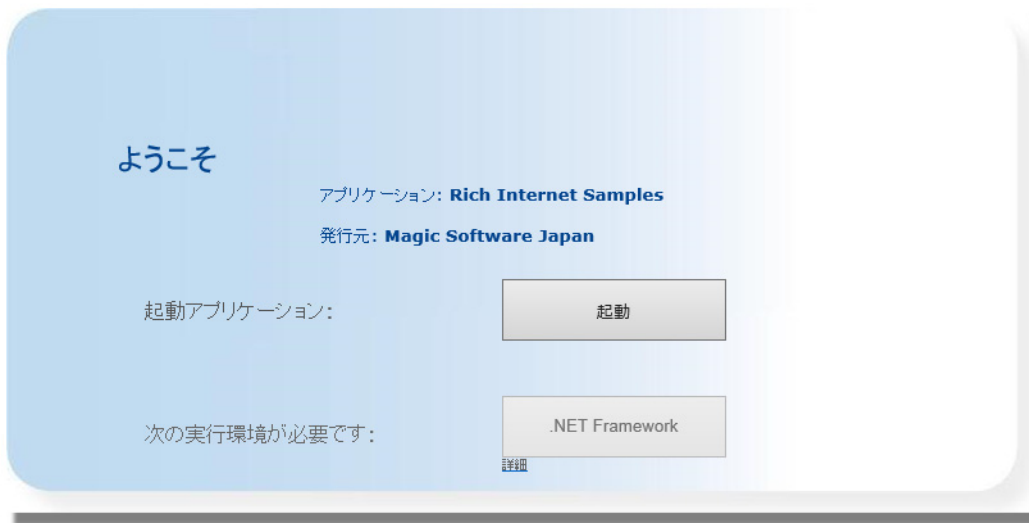 ようこそ
アプリケーション: Rich Internet Samples
発行元: Magic Software Japan
起動アプリケーション:
起動
次の実行環境が必要です:
.NET Framework
詳細